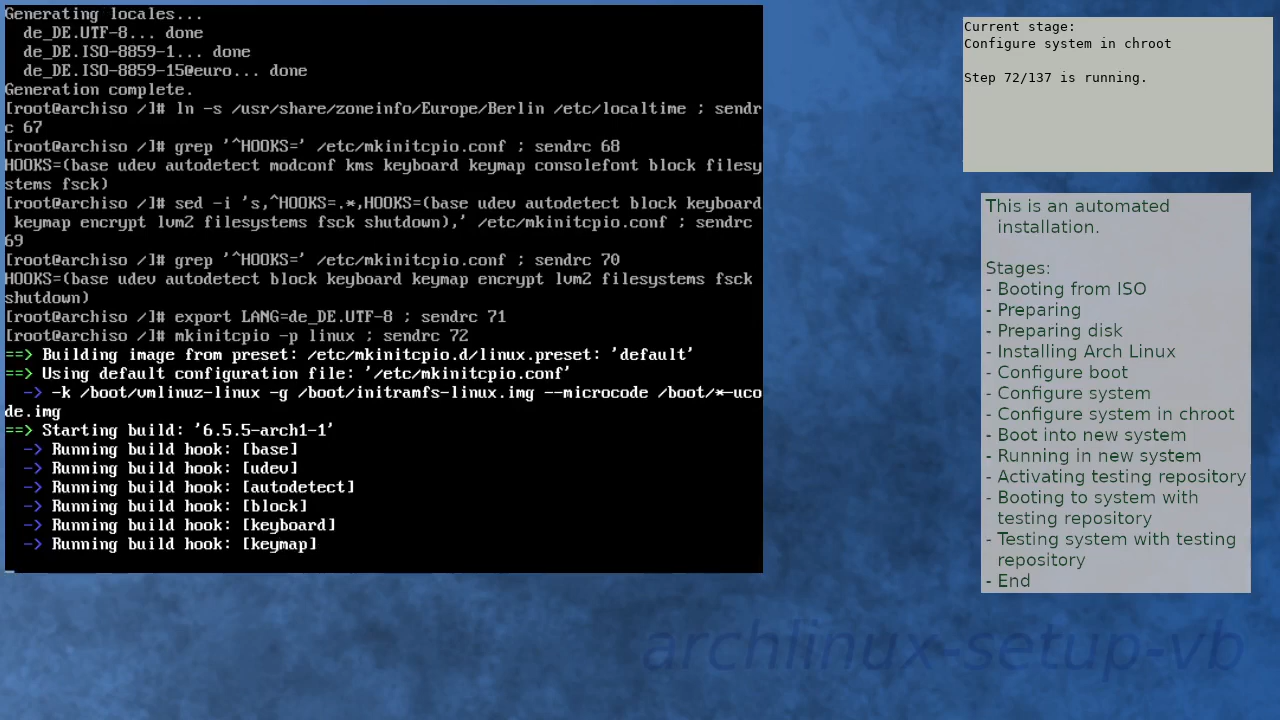 Generating locales...
  de_DE.UTF-8... done
  de_DE.ISO-8859-1... done
  de_DE.ISO-8859-15@euro... done
Generation complete.
[root@archiso /]# ln -s /usr/share/zoneinfo/Europe/Berlin /etc/localtime ; sendr
c 67
[root@archiso /]# grep '^HOOKS=' /etc/mkinitcpio.conf ; sendrc 68
HOOKS=(base udev autodetect modconf kms keyboard keymap consolefont block filesy
stems fsck)
[root@archiso /]# sed -i 's,^HOOKS=.*,HOOKS=(base udev autodetect block keyboard
 keymap encrypt lvm2 filesystems fsck shutdown),' /etc/mkinitcpio.conf ; sendrc
69
[root@archiso /]# grep '^HOOKS=' /etc/mkinitcpio.conf ; sendrc 70
HOOKS=(base udev autodetect block keyboard keymap encrypt lvm2 filesystems fsck
shutdown)
[root@archiso /]# export LANG=de_DE.UTF-8 ; sendrc 71
[root@archiso /]# mkinitcpio -p linux ; sendrc 72
==> Building image from preset: /etc/mkinitcpio.d/linux.preset: 'default'
==> Using default configuration file: '/etc/mkinitcpio.conf'
  -> -k /boot/vmlinuz-linux -g /boot/initramfs-linux.img --microcode /boot/*-uco
de.img
==> Starting build: '6.5.5-arch1-1'
  -> Running build hook: [base]
  -> Running build hook: [udev]
  -> Running build hook: [autodetect]
  -> Running build hook: [block]
  -> Running build hook: [keyboard]
  -> Running build hook: [keymap]
Current stage:
Configure system in chroot
Step 72/137 is running.
This is an automated
installation.
Stages:
- Booting from ISO
- Preparing
- Preparing disk
- Installing Arch Linux
- Configure boot
- Configure system
- Configure system in chroot
- Boot into new system
- Running in new system
- Activating testing repository
- Booting to system with
testing repository
- Testing system with testing
repository
- End
archlinux-setup-vb